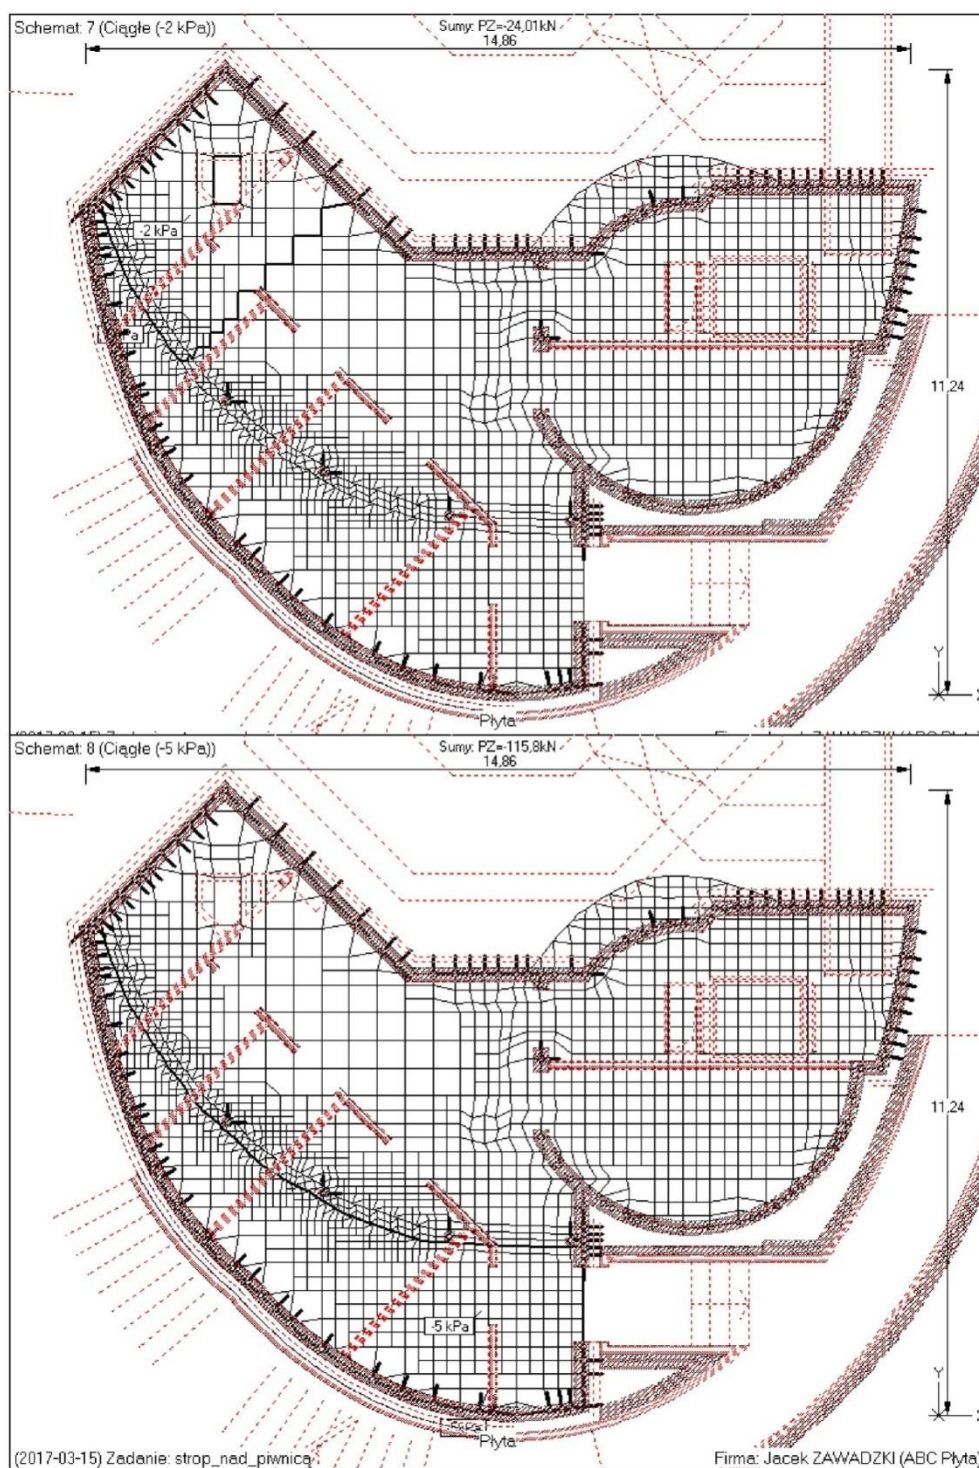 Schemat: 7 (Ciągłe (-2 kPa))
Sumy: PZ=-24,01kN
14,86
-2 kPa
11,24
Y
X
Płyta
Schemat: 8 (Ciągłe (-5 kPa))
Sumy: PZ=-115,8kN
14,86
11,24
-5 kPa
Y
X
Płyta
(2017-03-15) Zadanie: strop_nad_piwnicą
Firma: Jacek ZAWADZKI (ABC Płyta)